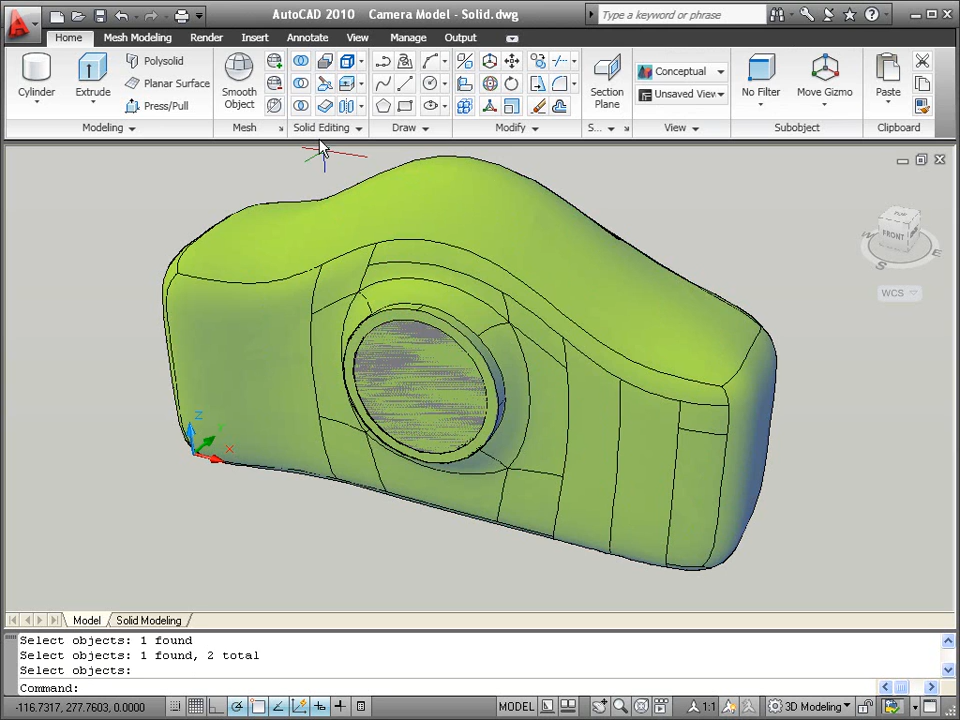 AutoCAD 2010 Camera Model - Solid.dwg
Type a keyword or phrase
Home Mesh Modeling Render Insert Annotate View Manage Output
Cylinder
Extrude
Polysolid
Planar Surface
Press/Pull
Smooth
Object
Section
Plane
Conceptual
Unsaved View
No Filter
Move Gizmo
Paste
Modeling
Mesh
Solid Editing
Draw
Modify
S...
View
Subobject
Clipboard
TOP
FRONT
W
S
E
WCS
Z
X
Model Solid Modeling
Select objects: 1 found
Select objects: 1 found, 2 total
Select objects:
Command:
-116.7317, 277.7603, 0.0000
MODEL
1:1
3D Modeling